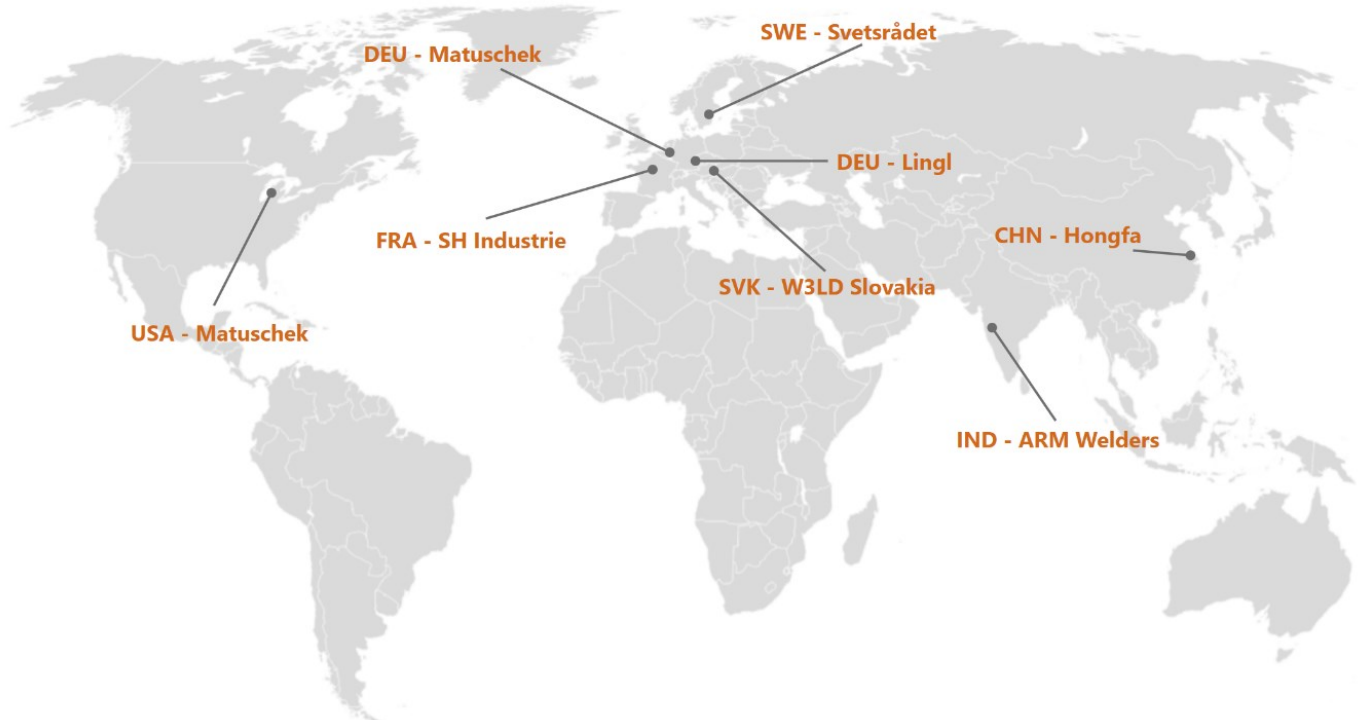 SWE - Svetsrådet
DEU - Matuschek
DEU - Lingl
FRA - SH Industrie
CHN - Hongfa
SVK - W3LD Slovakia
USA - Matuschek
IND - ARM Welders